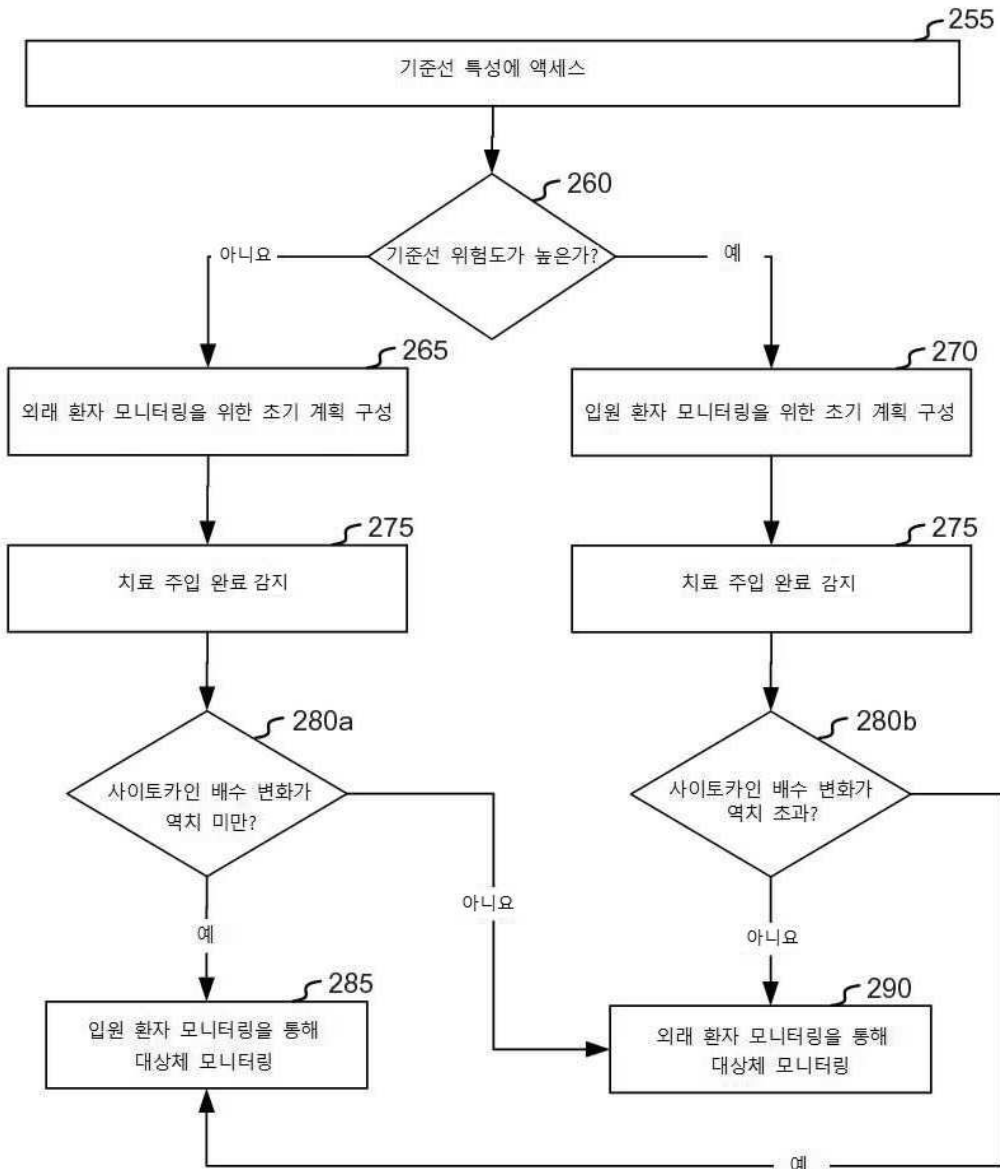 255
기준선 특성에 액세스
260
기준선 위험도가 높은가?
아니요
예
265
외래 환자 모니터링을 위한 초기 계획 구성
270
입원 환자 모니터링을 위한 초기 계획 구성
275
치료 주입 완료 감지
275
치료 주입 완료 감지
280a
사이토카인 배수 변화가
역치 미만?
280b
사이토카인 배수 변화가
역치 초과?
아니요
예
아니요
285
입원 환자 모니터링을 통해
대상체 모니터링
290
외래 환자 모니터링을 통해
대상체 모니터링
예